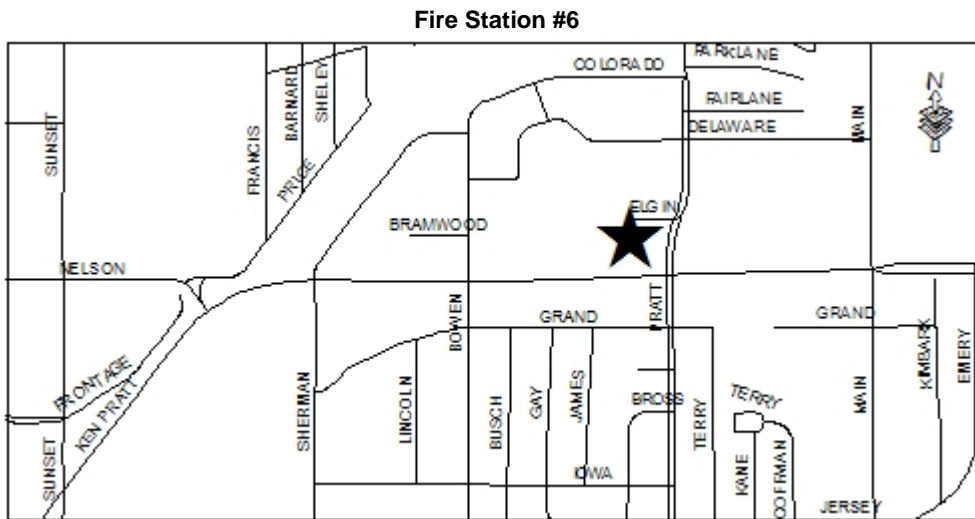 Fire Station #6
COLORADO
PARKLANE
N
SUNSET
BARNARD
SHELEY
FAIRLANE
DELAWARE
MAIN
FRANCIS
PRICE
BRAMWOOD
ELGIN
NELSON
PRATT
BOWEN
GRAND
GRAND
KIMBARK
EMERY
FRONTAGE
KEN PRATT
SHERMAN
LINCOLN
BUSCH
GAY
JAMES
BROSS
TERRY
TERRY
MAIN
SUNSET
IOWA
KANE
COFFMAN
JERSEY